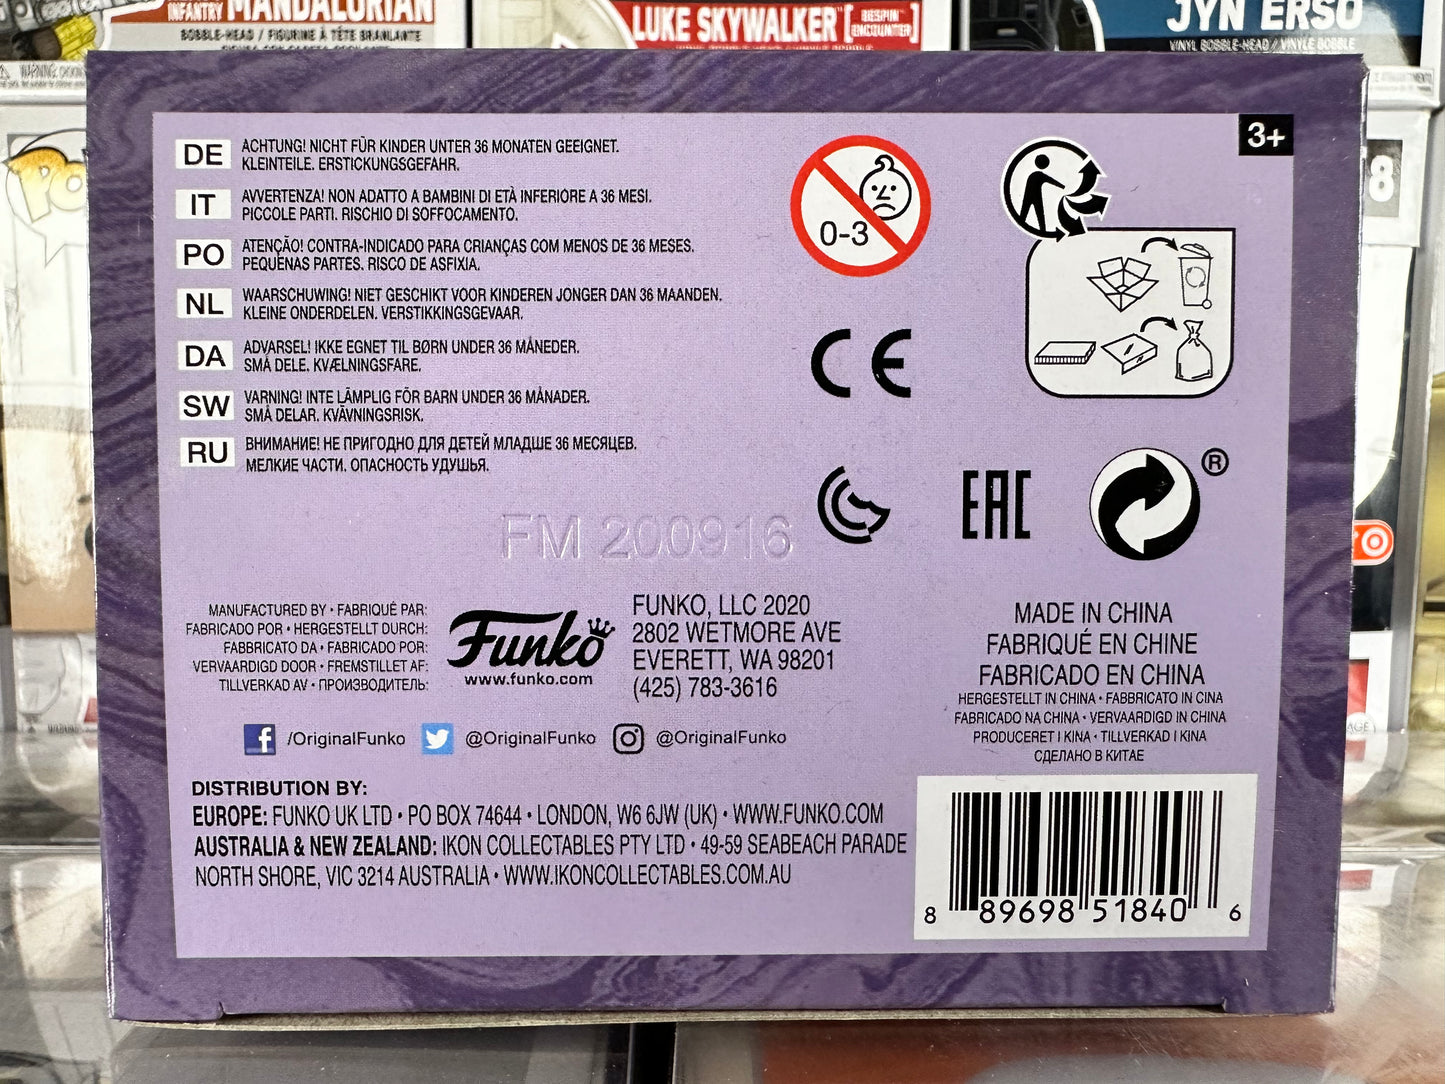 INFANTRY MANDALORIAN
BOBBLE-HEAD / FIGURINE À TÊTE BRANLANTE
LUKE SKYWALKER [BESPIN ENCOUNTER]
JYN ERSO
VINYL BOBBLE-HEAD / VINYLE BOBBLE
3+
DE ACHTUNG! NICHT FÜR KINDER UNTER 36 MONATEN GEEIGNET.
KLEINTEILE. ERSTICKUNGSGEFAHR.
IT AVVERTENZA! NON ADATTO A BAMBINI DI ETÀ INFERIORE A 36 MESI.
PICCOLE PARTI. RISCHIO DI SOFFOCAMENTO.
PO ATENÇÃO! CONTRA-INDICADO PARA CRIANÇAS COM MENOS DE 36 MESES.
PEQUENAS PARTES. RISCO DE ASFIXIA.
NL WAARSCHUWING! NIET GESCHIKT VOOR KINDEREN JONGER DAN 36 MAANDEN.
KLEINE ONDERDELEN. VERSTIKKINGSGEVAAR.
DA ADVARSEL! IKKE EGNET TIL BØRN UNDER 36 MÅNEDER.
SMÅ DELE. KVÆLNINGSFARE.
SW VARNING! INTE LÄMPLIG FÖR BARN UNDER 36 MÅNADER.
SMÅ DELAR. KVÄVNINGSRISK.
RU ВНИМАНИЕ! НЕ ПРИГОДНО ДЛЯ ДЕТЕЙ МЛАДШЕ 36 МЕСЯЦЕВ.
МЕЛКИЕ ЧАСТИ. ОПАСНОСТЬ УДУШЬЯ.
0-3
CE
EAC
®
FM 200916
MANUFACTURED BY • FABRIQUÉ PAR:
FABRICADO POR • HERGESTELLT DURCH:
FABBRICATO DA • FABRICADO POR:
VERVAARDIGD DOOR • FREMSTILLET AF:
TILLVERKAD AV • ПРОИЗВОДИТЕЛЬ:
Funko
www.funko.com
FUNKO, LLC 2020
2802 WETMORE AVE
EVERETT, WA 98201
(425) 783-3616
MADE IN CHINA
FABRIQUÉ EN CHINE
FABRICADO EN CHINA
HERGESTELLT IN CHINA • FABBRICATO IN CINA
FABRICADO NA CHINA • VERVAARDIGD IN CHINA
PRODUCERET I KINA • TILLVERKAD I KINA
СДЕЛАНО В КИТАЕ
/OriginalFunko @OriginalFunko @OriginalFunko
DISTRIBUTION BY:
EUROPE: FUNKO UK LTD • PO BOX 74644 • LONDON, W6 6JW (UK) • WWW.FUNKO.COM
AUSTRALIA & NEW ZEALAND: IKON COLLECTABLES PTY LTD • 49-59 SEABEACH PARADE
NORTH SHORE, VIC 3214 AUSTRALIA • WWW.IKONCOLLECTABLES.COM.AU
8 89698 51840 6